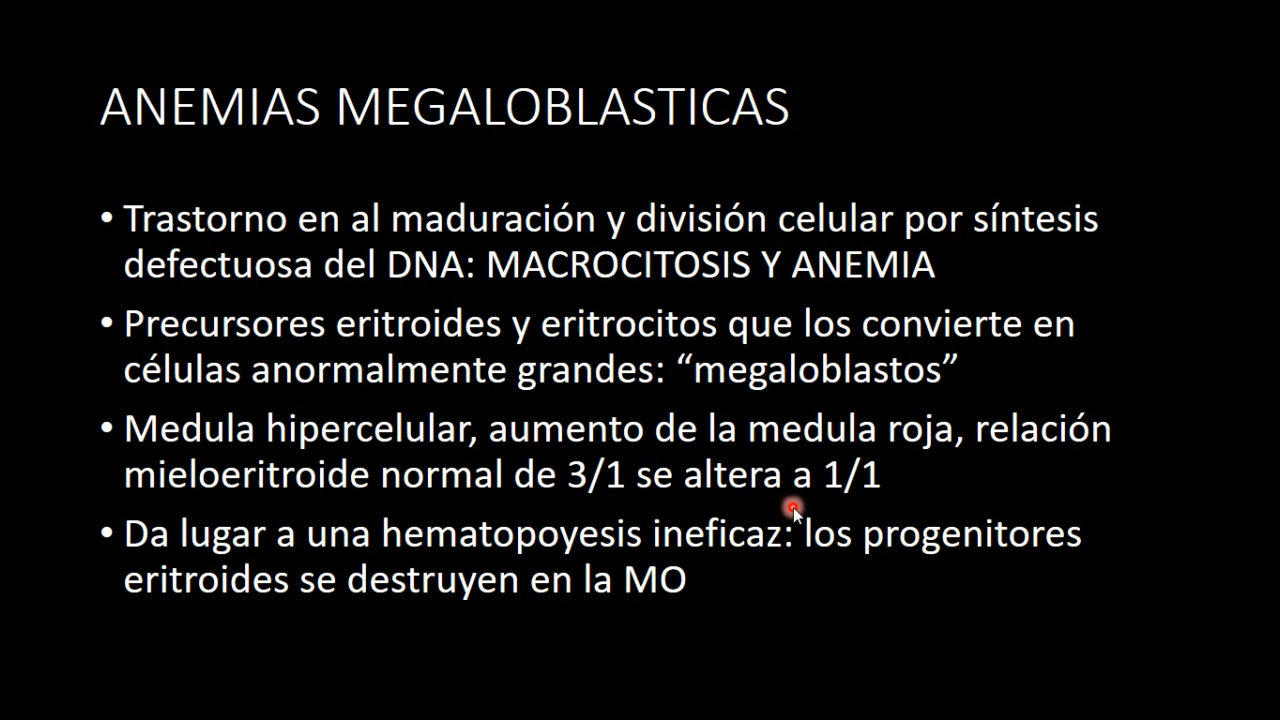 ANEMIAS MEGALOBLASTICAS
• Trastorno en al maduración y división celular por síntesis
defectuosa del DNA: MACROCITOSIS Y ANEMIA
• Precursores eritroides y eritrocitos que los convierte en
células anormalmente grandes: “megaloblastos”
• Medula hipercelular, aumento de la medula roja, relación
mieloeritroide normal de 3/1 se altera a 1/1
• Da lugar a una hematopoyesis ineficaz: los progenitores
eritroides se destruyen en la MO